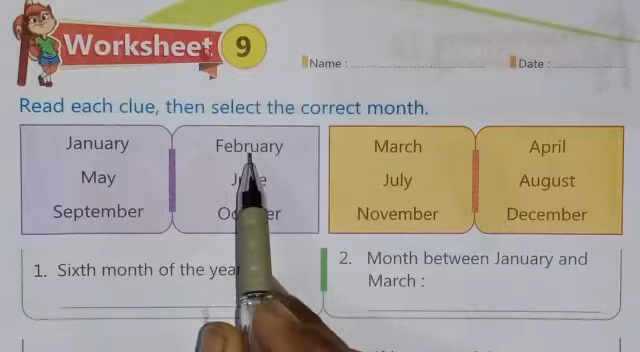 Worksheet 9
Name :
Date :
Read each clue, then select the correct month.
January February March April
May July August
September November December
1. Sixth month of the
2. Month between January and
March :